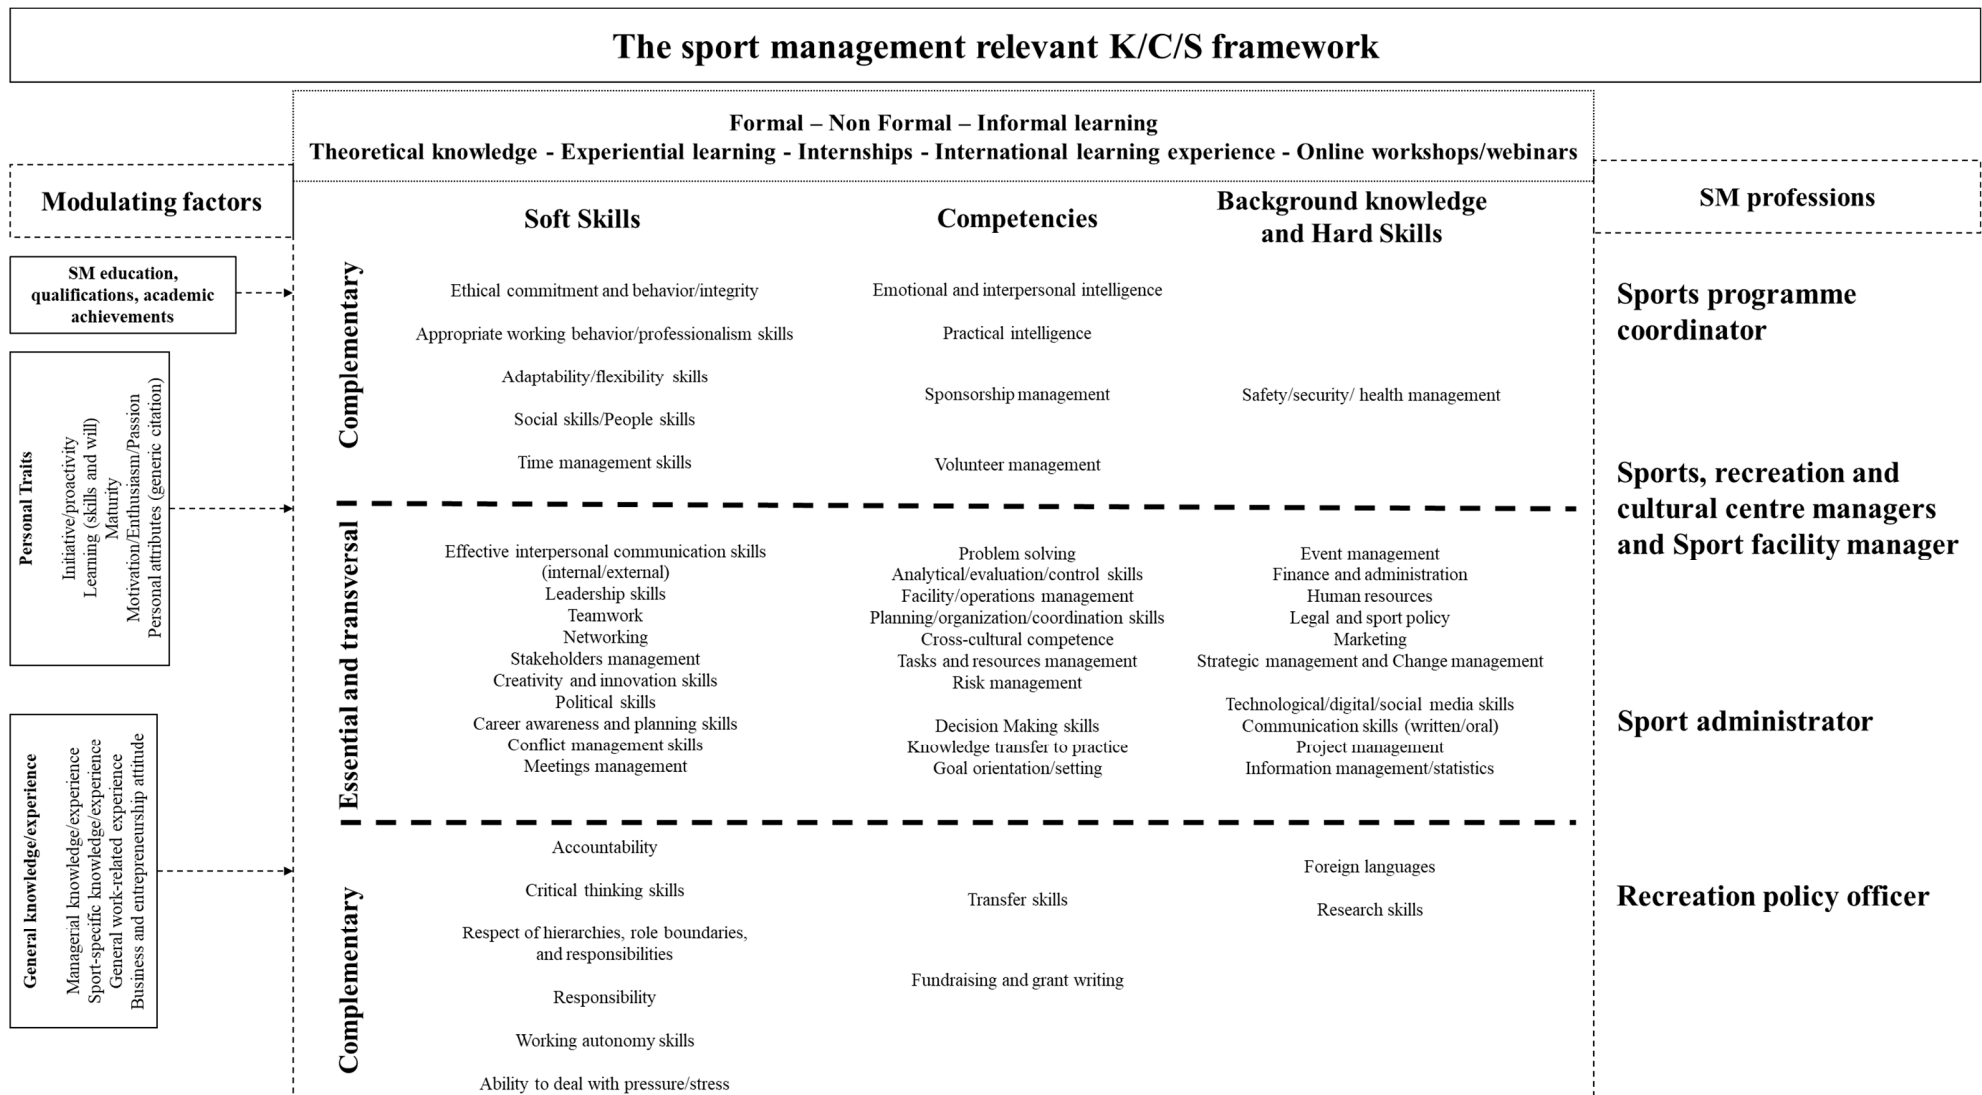 The sport management relevant K/C/S framework
Formal – Non Formal – Informal learning
Theoretical knowledge - Experiential learning - Internships - International learning experience - Online workshops/webinars
Modulating factors
SM education,
qualifications, academic
achievements
Personal Traits
Initiative/proactivity
Learning (skills and will)
Maturity
Motivation/Enthusiasm/Passion
Personal attributes (generic citation)
General knowledge/experience
Managerial knowledge/experience
Sport-specific knowledge/experience
General work-related experience
Business and entrepreneurship attitude
Soft Skills
Competencies
Background knowledge
and Hard Skills
Complementary
Ethical commitment and behavior/integrity
Appropriate working behavior/professionalism skills
Adaptability/flexibility skills
Social skills/People skills
Time management skills
Emotional and interpersonal intelligence
Practical intelligence
Sponsorship management
Volunteer management
Safety/security/ health management
Essential and transversal
Effective interpersonal communication skills
(internal/external)
Leadership skills
Teamwork
Networking
Stakeholders management
Creativity and innovation skills
Political skills
Career awareness and planning skills
Conflict management skills
Meetings management
Problem solving
Analytical/evaluation/control skills
Facility/operations management
Planning/organization/coordination skills
Cross-cultural competence
Tasks and resources management
Risk management
Decision Making skills
Knowledge transfer to practice
Goal orientation/setting
Event management
Finance and administration
Human resources
Legal and sport policy
Marketing
Strategic management and Change management
Technological/digital/social media skills
Communication skills (written/oral)
Project management
Information management/statistics
Complementary
Accountability
Critical thinking skills
Respect of hierarchies, role boundaries,
and responsibilities
Responsibility
Working autonomy skills
Ability to deal with pressure/stress
Transfer skills
Fundraising and grant writing
Foreign languages
Research skills
SM professions
Sports programme
coordinator
Sports, recreation and
cultural centre managers
and Sport facility manager
Sport administrator
Recreation policy officer